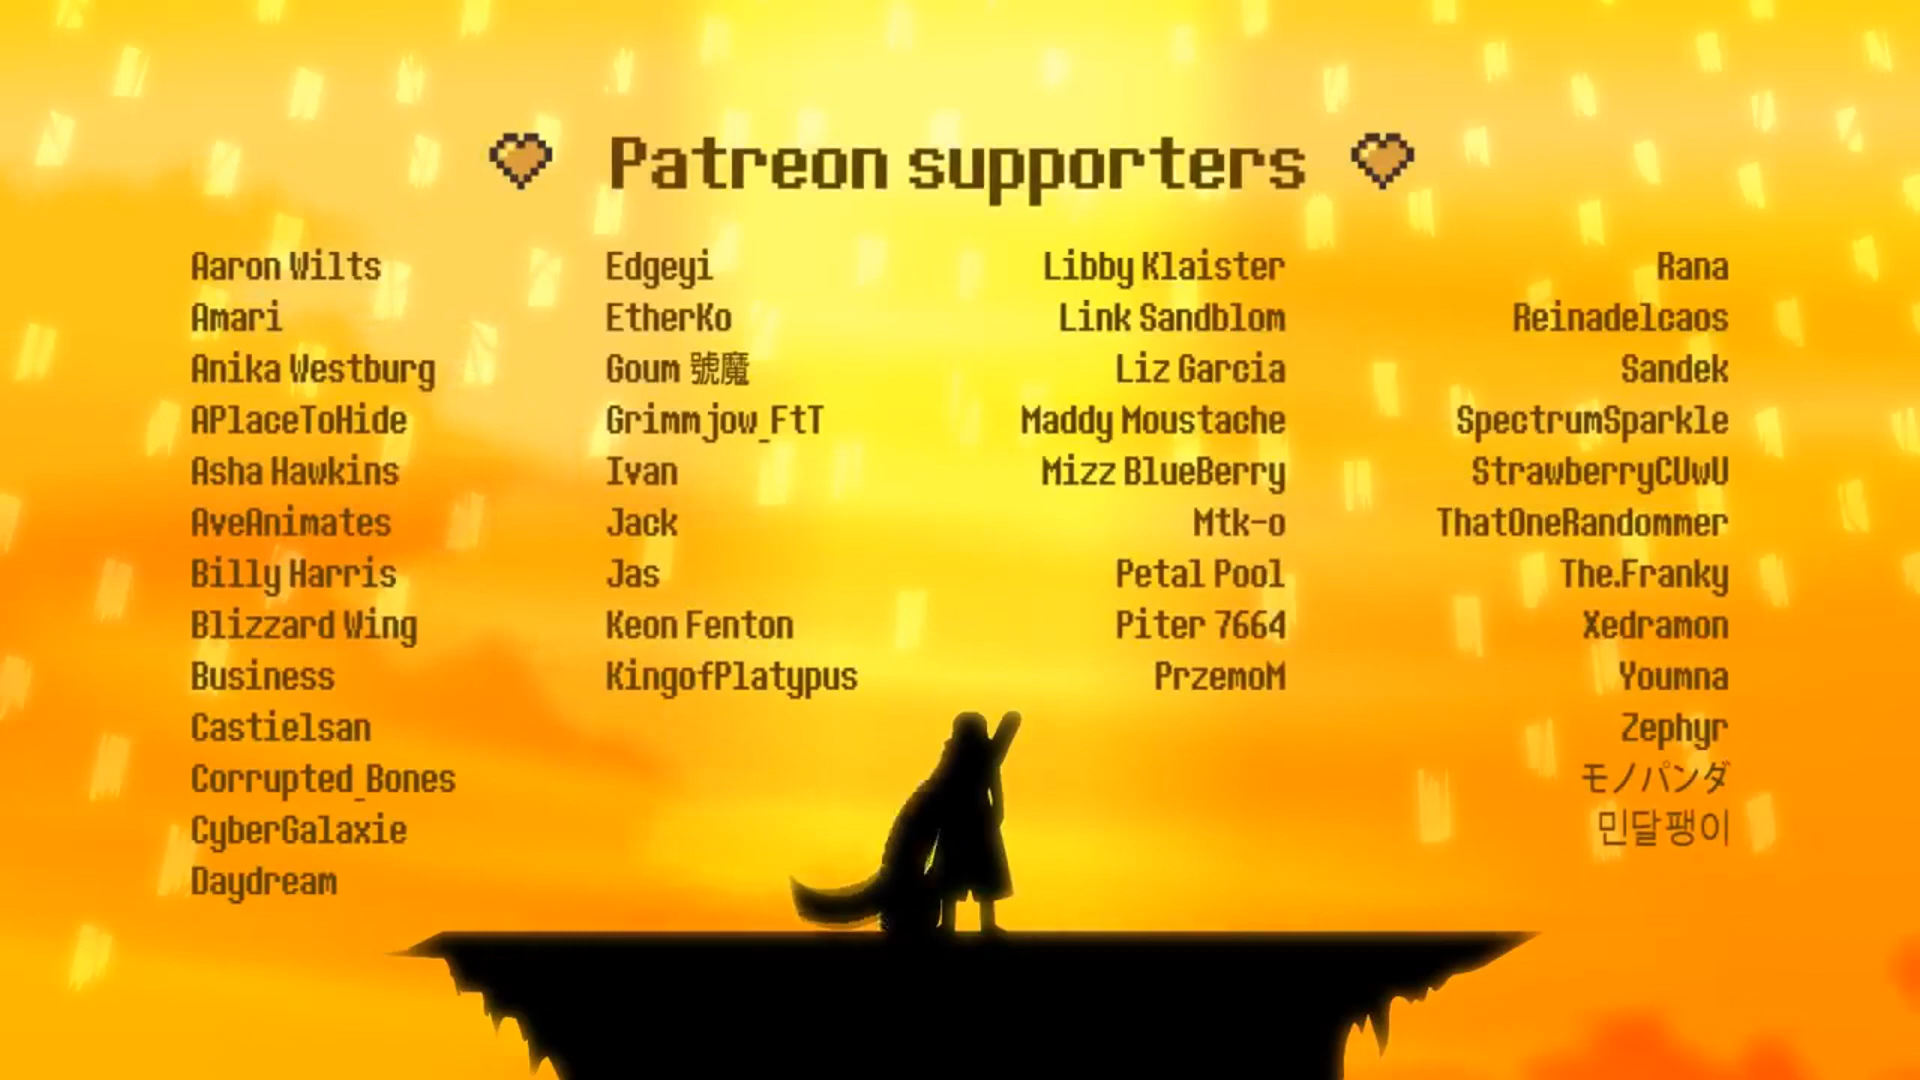 Patreon supporters
Aaron Wilts
Amari
Anika Westburg
APlaceToHide
Asha Hawkins
AveAnimates
Billy Harris
Blizzard Wing
Business
Castielsan
Corrupted_Bones
CyberGalaxie
Daydream
Edgeyi
EtherKo
Goum 號魔
Grimmjow_FtT
Ivan
Jack
Jas
Keon Fenton
KingofPlatypus
Libby Klaister
Link Sandblom
Liz Garcia
Maddy Moustache
Mizz BlueBerry
Mtk-o
Petal Pool
Piter 7664
PrzemoM
Rana
Reinadelcaos
Sandek
SpectrumSparkle
StrawberryCUwU
ThatOneRandommer
The.Franky
Xedramon
Youmna
Zephyr
モノパンダ
민달팽이